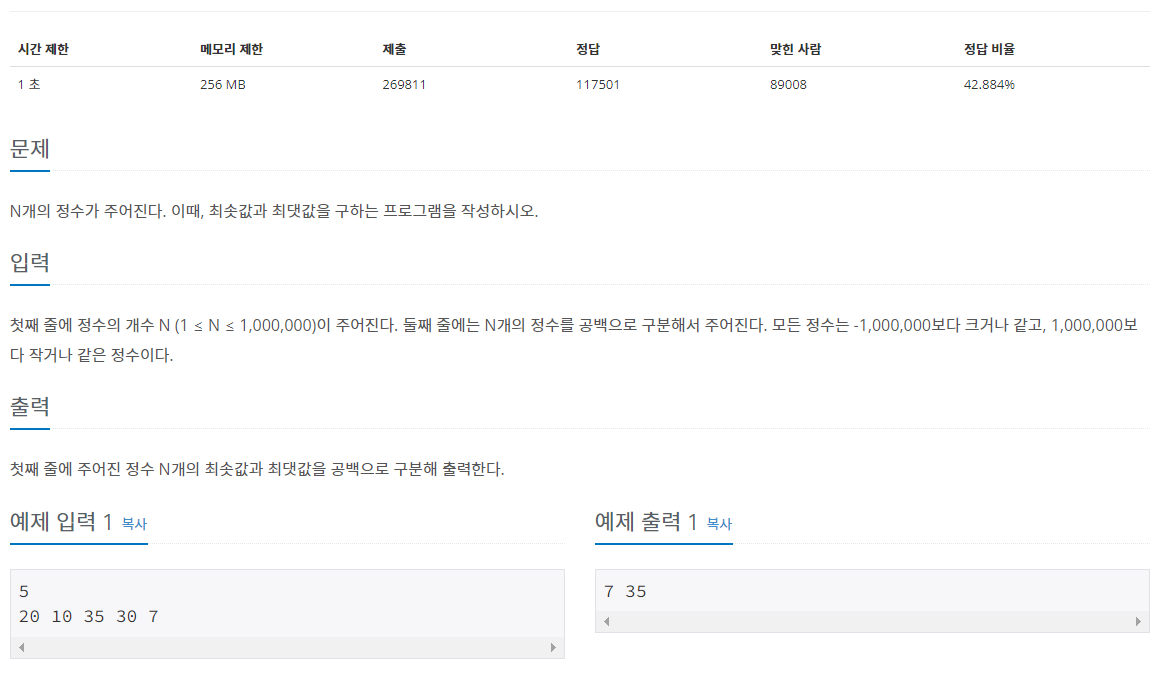 시간 제한 메모리 제한 제출 정답 맞힌 사람 정답 비율
1 초 256 MB 269811 117501 89008 42.884%
문제
N개의 정수가 주어진다. 이때, 최솟값과 최댓값을 구하는 프로그램을 작성하시오.
입력
첫째 줄에 정수의 개수 N (1 ≤ N ≤ 1,000,000)이 주어진다. 둘째 줄에는 N개의 정수를 공백으로 구분해서 주어진다. 모든 정수는 -1,000,000보다 크거나 같고, 1,000,000보
다 작거나 같은 정수이다.
출력
첫째 줄에 주어진 정수 N개의 최솟값과 최댓값을 공백으로 구분해 출력한다.
예제 입력 1 복사
5
20 10 35 30 7
예제 출력 1 복사
7 35